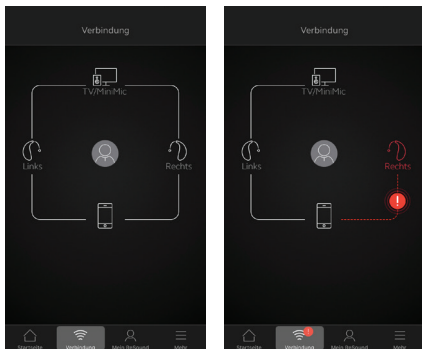 Verbindung
TV/MiniMic
Links
Rechts
Startseite Verbindung Mein ReSound Mehr
Verbindung
TV/MiniMic
Links
Rechts
!
!
Startseite Verbindung Mein ReSound Mehr